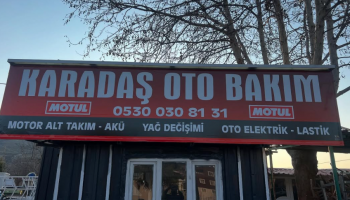 KARADAŞ OTO BAKIM
MOTUL 0530 030 81 31 MOTUL
MOTOR ALT TAKIM - AKÜ YAĞ DEĞİŞİMİ OTO ELEKTRİK - LASTİK